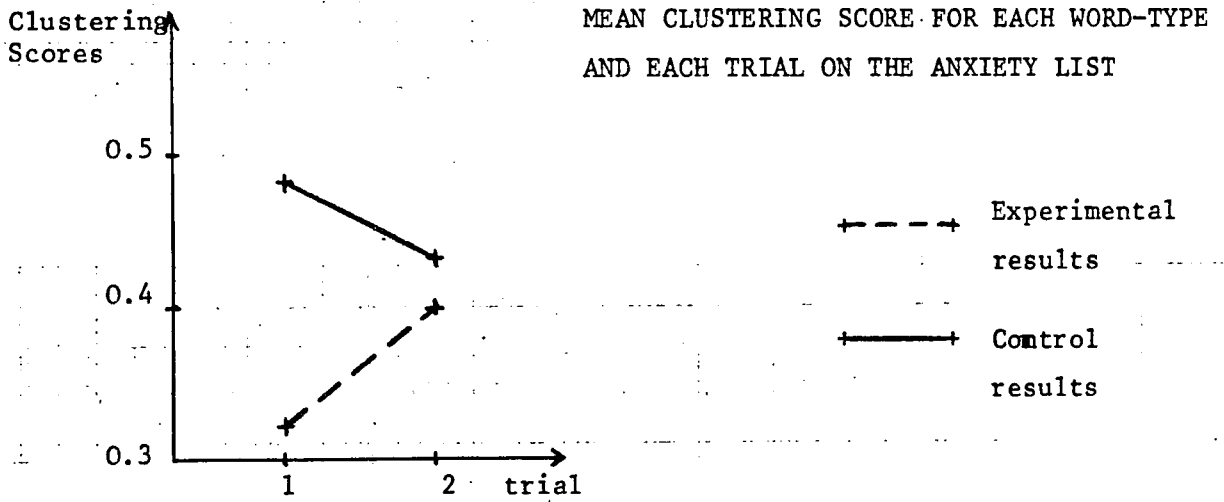 Clustering
Scores
MEAN CLUSTERING SCORE FOR EACH WORD-TYPE
AND EACH TRIAL ON THE ANXIETY LIST
0.5
0.4
0.3
1 2 trial
Experimental
results
Control
results